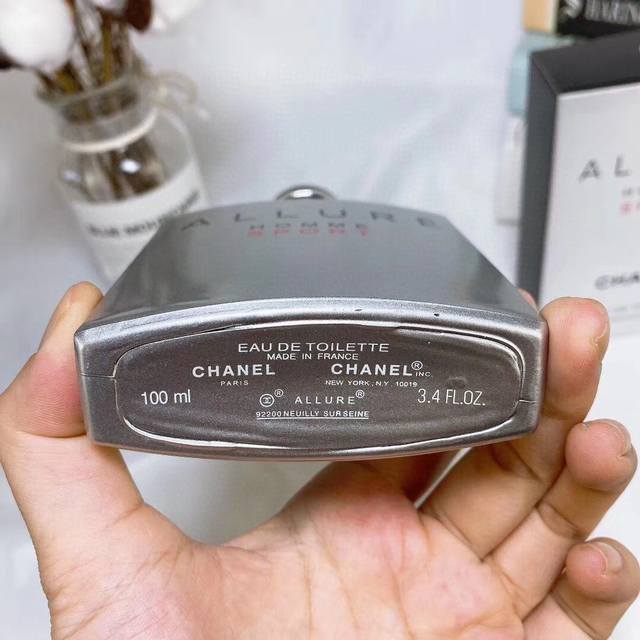 ALLURE
HOMME
SPORT
EAU DE TOILETTE
MADE IN FRANCE
CHANEL CHANEL®
PARIS NEW YORK, N.Y. 10019 INC.
100 ml ® ALLURE® 3.4 FL.OZ.
92200 NEUILLY SUR SEINE
AL